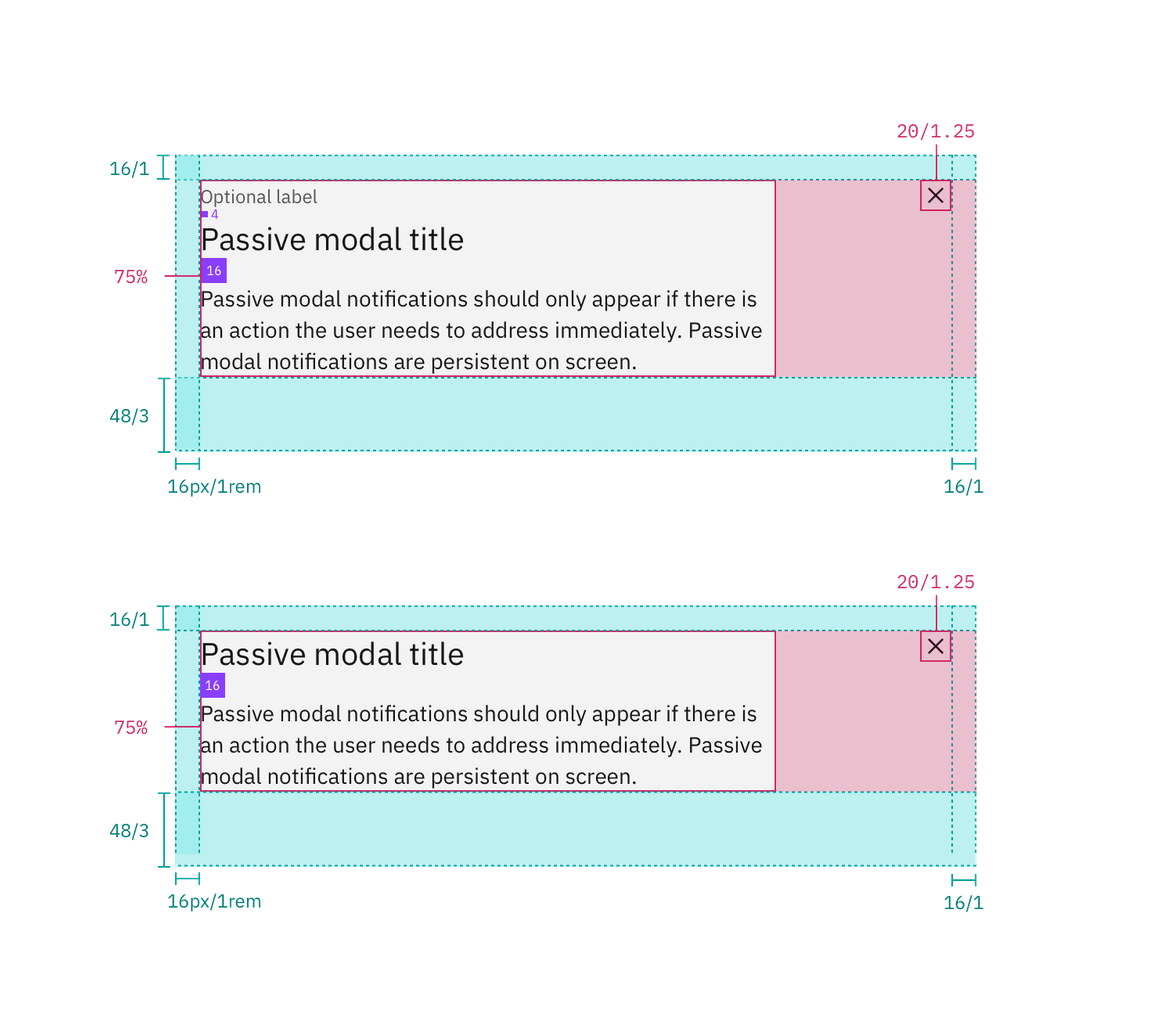 20/1.25
16/1
Optional label
4
Passive modal title
75%
16
Passive modal notifications should only appear if there is
an action the user needs to address immediately. Passive
modal notifications are persistent on screen.
48/3
16px/1rem
16/1
20/1.25
16/1
Passive modal title
16
Passive modal notifications should only appear if there is
75%
an action the user needs to address immediately. Passive
modal notifications are persistent on screen.
48/3
16px/1rem
16/1